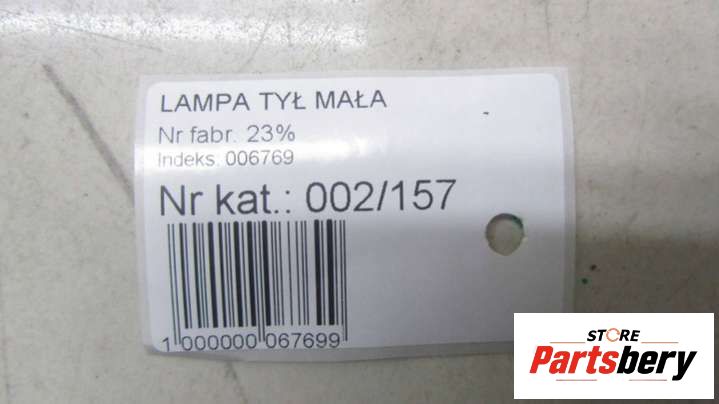 LAMPA TYŁ MAŁA
Nr fabr. 23%
Indeks: 006769
Nr kat.: 002/157
1 000000 067699
STORE
Partsbery